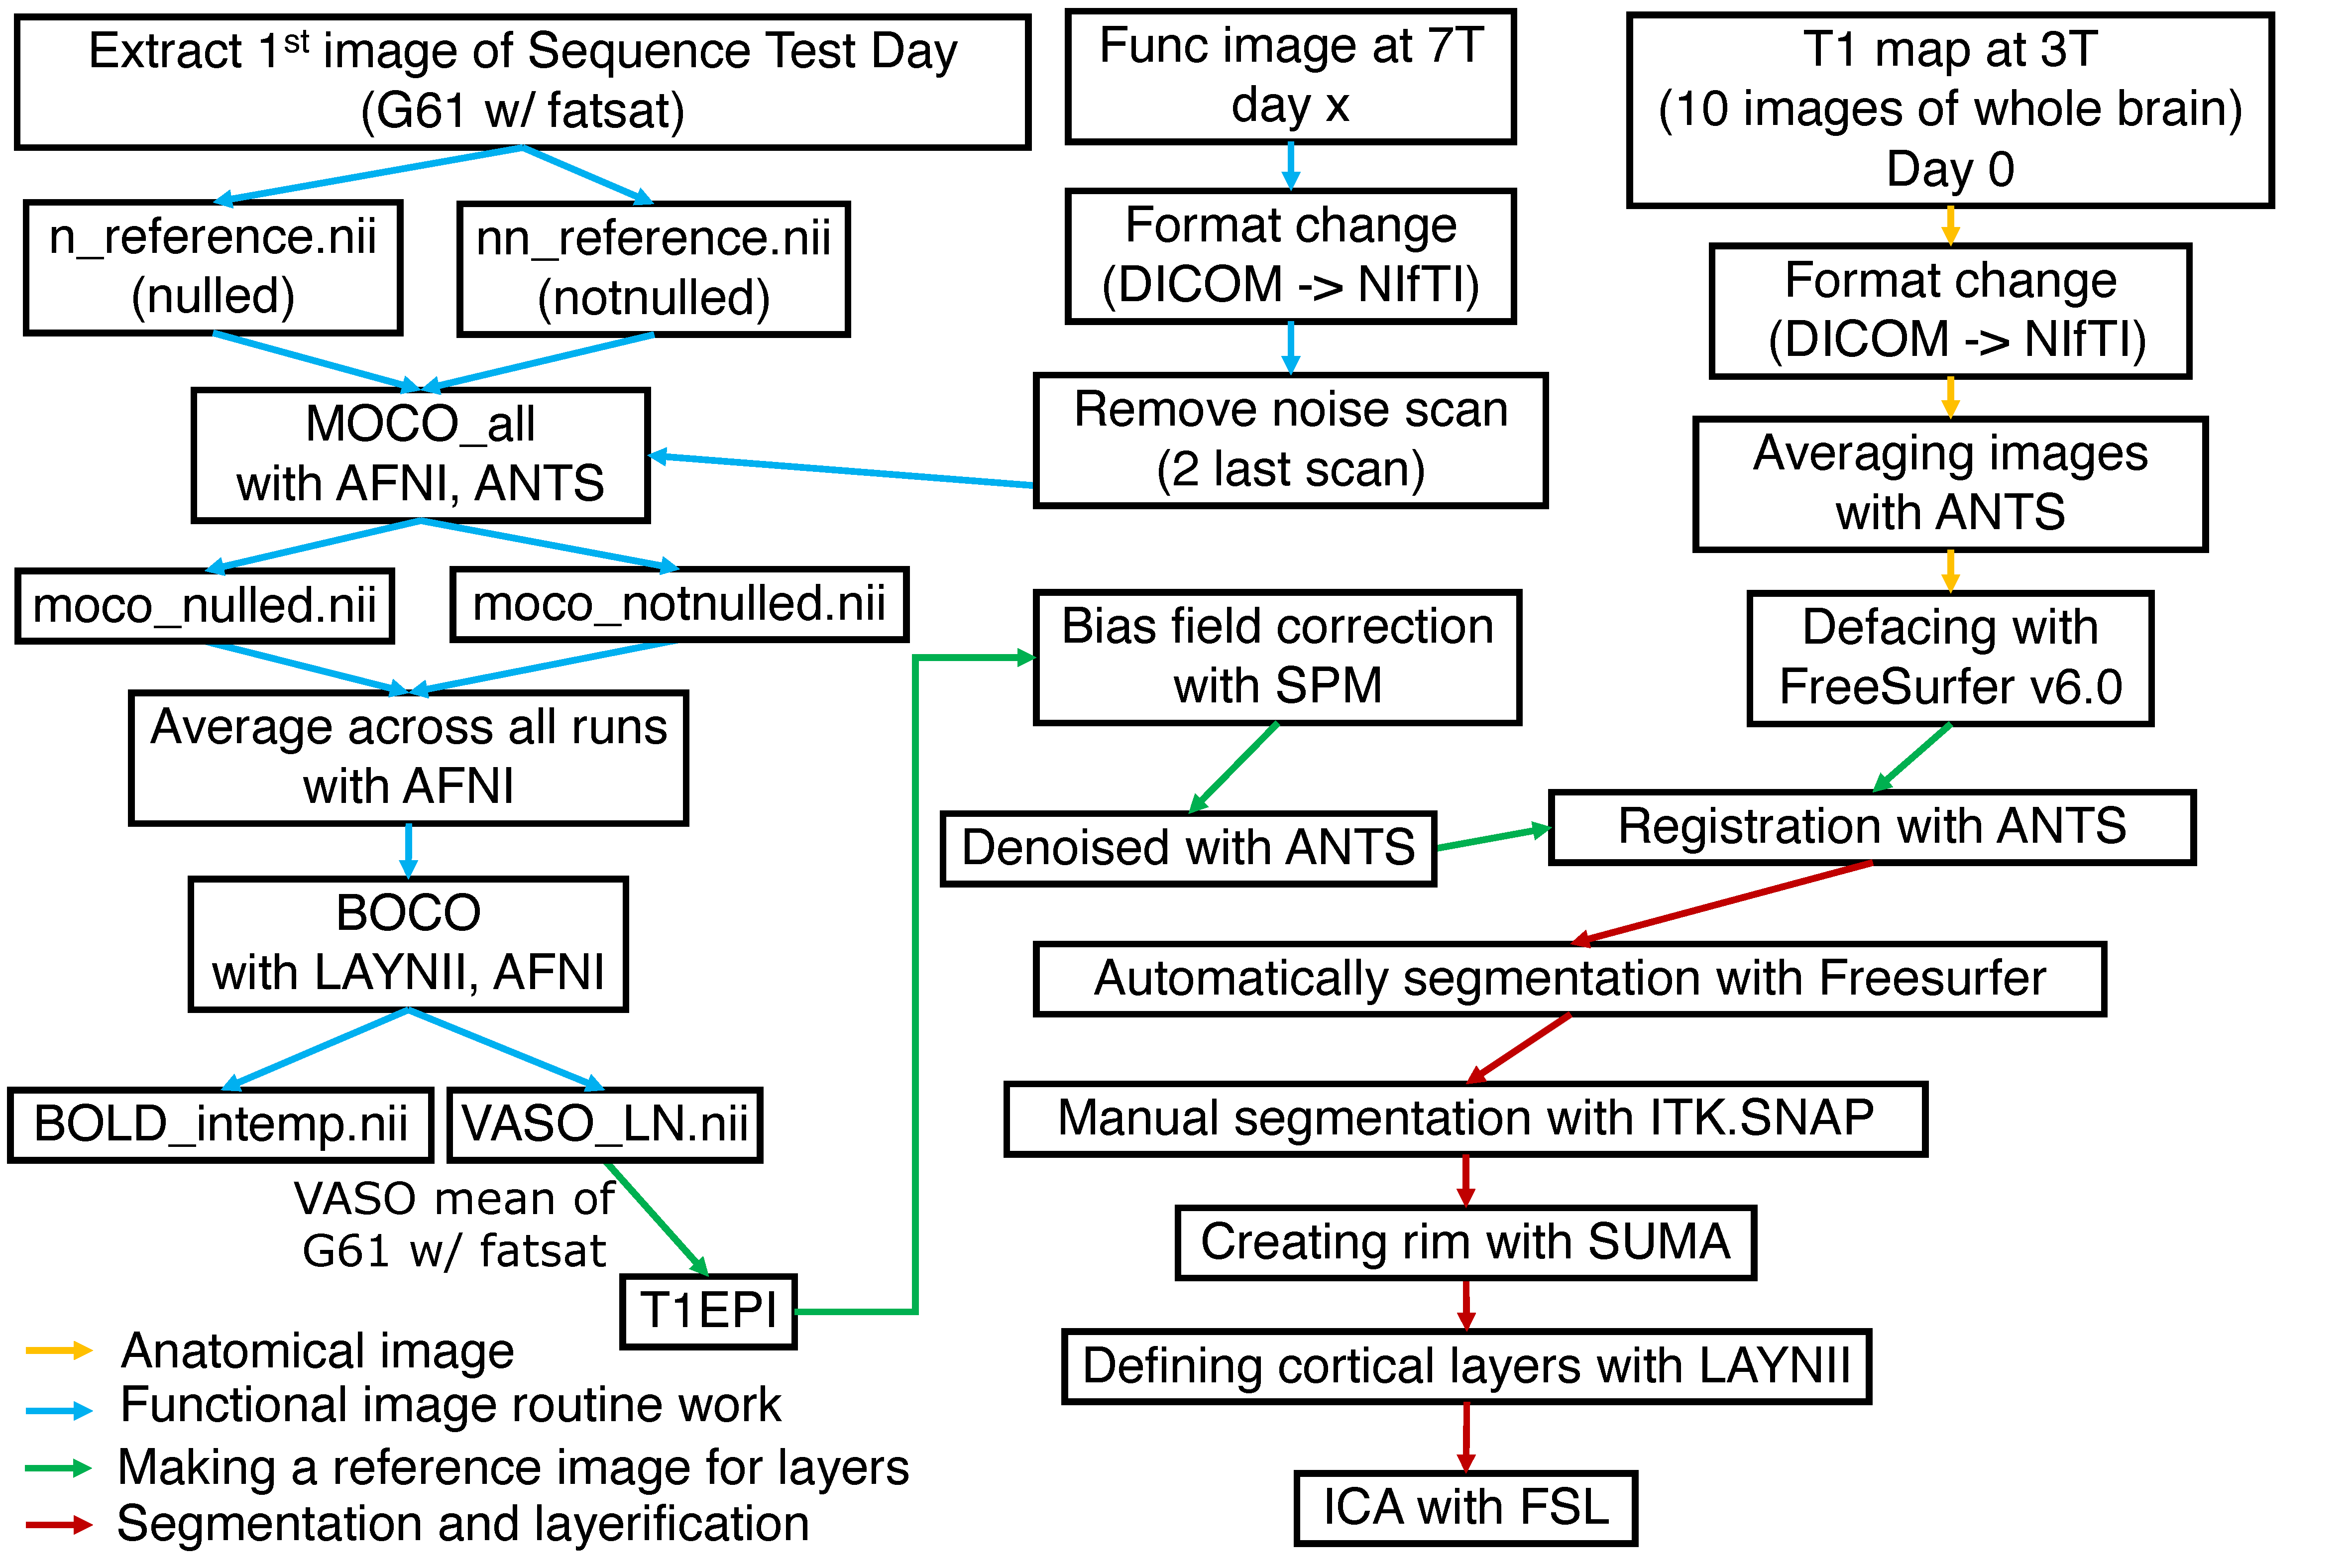 Extract 1st image of Sequence Test Day
(G61 w/ fatsat)
n_reference.nii
(nulled)
nn_reference.nii
(notnulled)
MOCO_all
with AFNI, ANTS
moco_nulled.nii
moco_notnulled.nii
Average across all runs
with AFNI
BOCO
with LAYNII, AFNI
BOLD_intemp.nii
VASO_LN.nii
VASO mean of
G61 w/ fatsat
T1EPI
Func image at 7T
day x
Format change
(DICOM -> NIfTI)
Remove noise scan
(2 last scan)
Bias field correction
with SPM
Denoised with ANTS
T1 map at 3T
(10 images of whole brain)
Day 0
Format change
(DICOM -> NIfTI)
Averaging images
with ANTS
Defacing with
FreeSurfer v6.0
Registration with ANTS
Automatically segmentation with Freesurfer
Manual segmentation with ITK.SNAP
Creating rim with SUMA
Defining cortical layers with LAYNII
ICA with FSL
Anatomical image
Functional image routine work
Making a reference image for layers
Segmentation and layerification